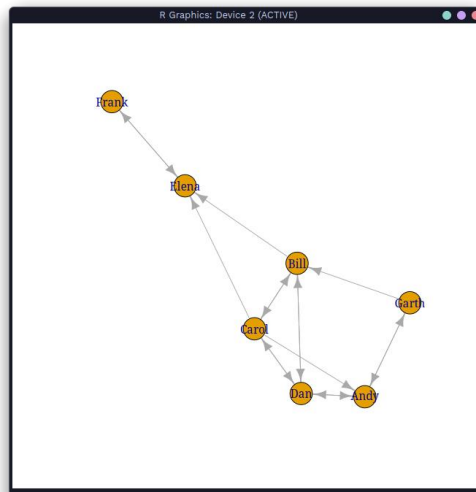 R Graphics: Device 2 (ACTIVE)
Frank
Elena
Bill
Garth
Carol
Dan
Andy